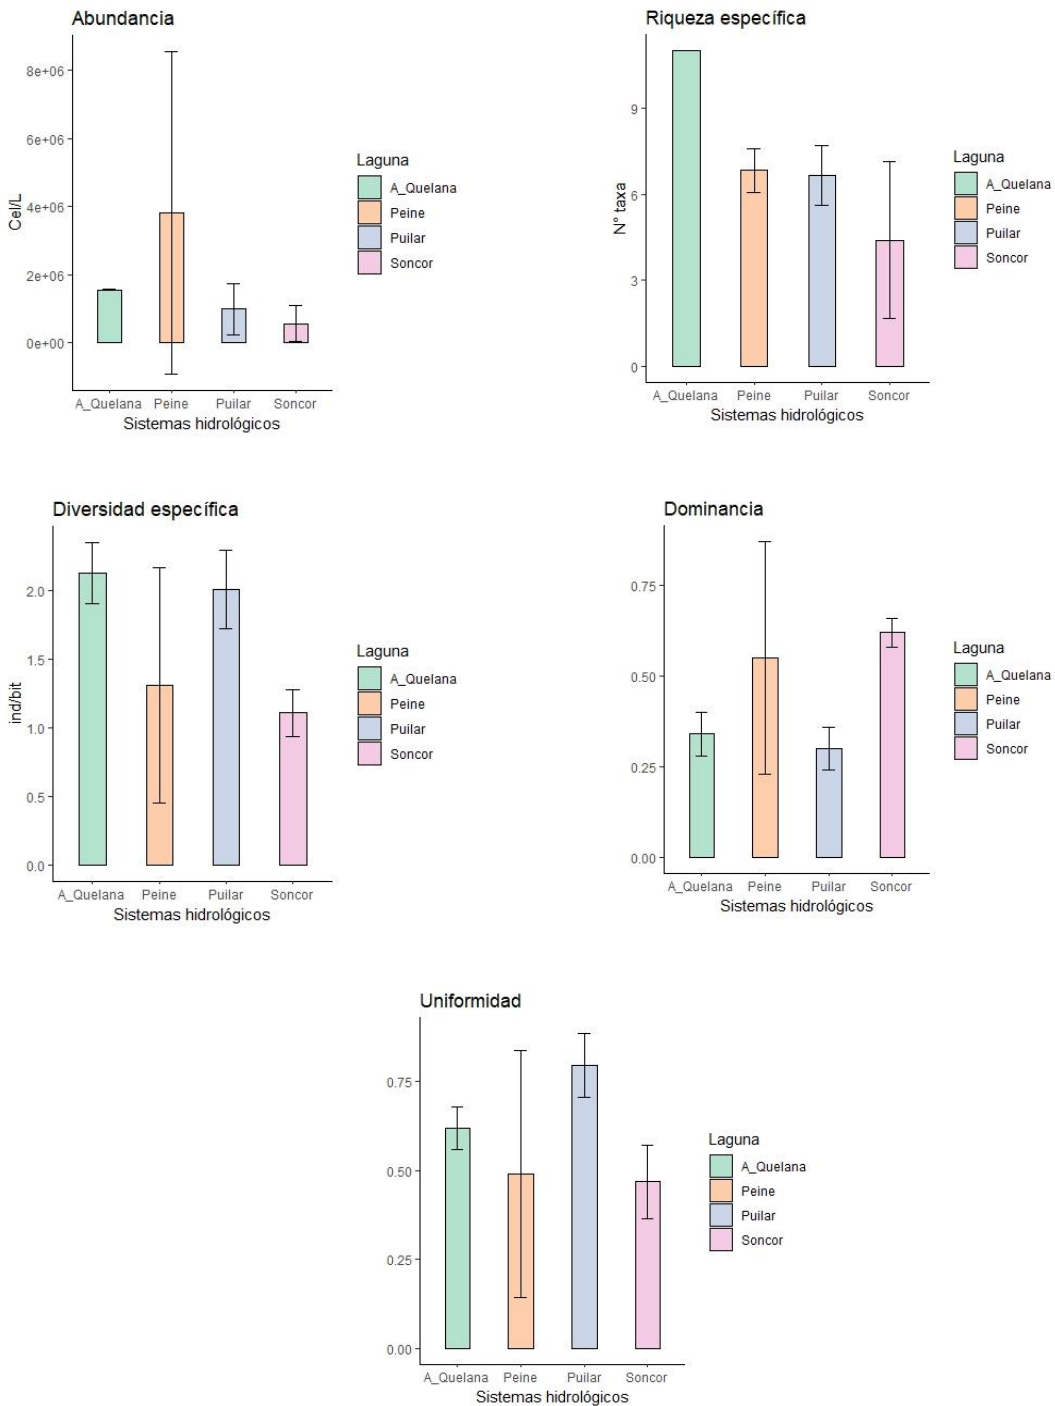 Abundancia
8e+06
6e+06
4e+06
2e+06
0e+00
Cel/L
A_Quelana Peine Puilar Soncor
Sistemas hidrológicos
Laguna
A_Quelana
Peine
Puilar
Soncor
Riqueza específica
9
6
3
0
N° taxa
A_Quelana Peine Puilar Soncor
Sistemas hidrológicos
Laguna
A_Quelana
Peine
Puilar
Soncor
Diversidad específica
2.0
1.5
1.0
0.5
0.0
ind/bit
A_Quelana Peine Puilar Soncor
Sistemas hidrológicos
Laguna
A_Quelana
Peine
Puilar
Soncor
Dominancia
0.75
0.50
0.25
0.00
A_Quelana Peine Puilar Soncor
Sistemas hidrológicos
Laguna
A_Quelana
Peine
Puilar
Soncor
Uniformidad
0.75
0.50
0.25
0.00
A_Quelana Peine Puilar Soncor
Sistemas hidrológicos
Laguna
A_Quelana
Peine
Puilar
Soncor